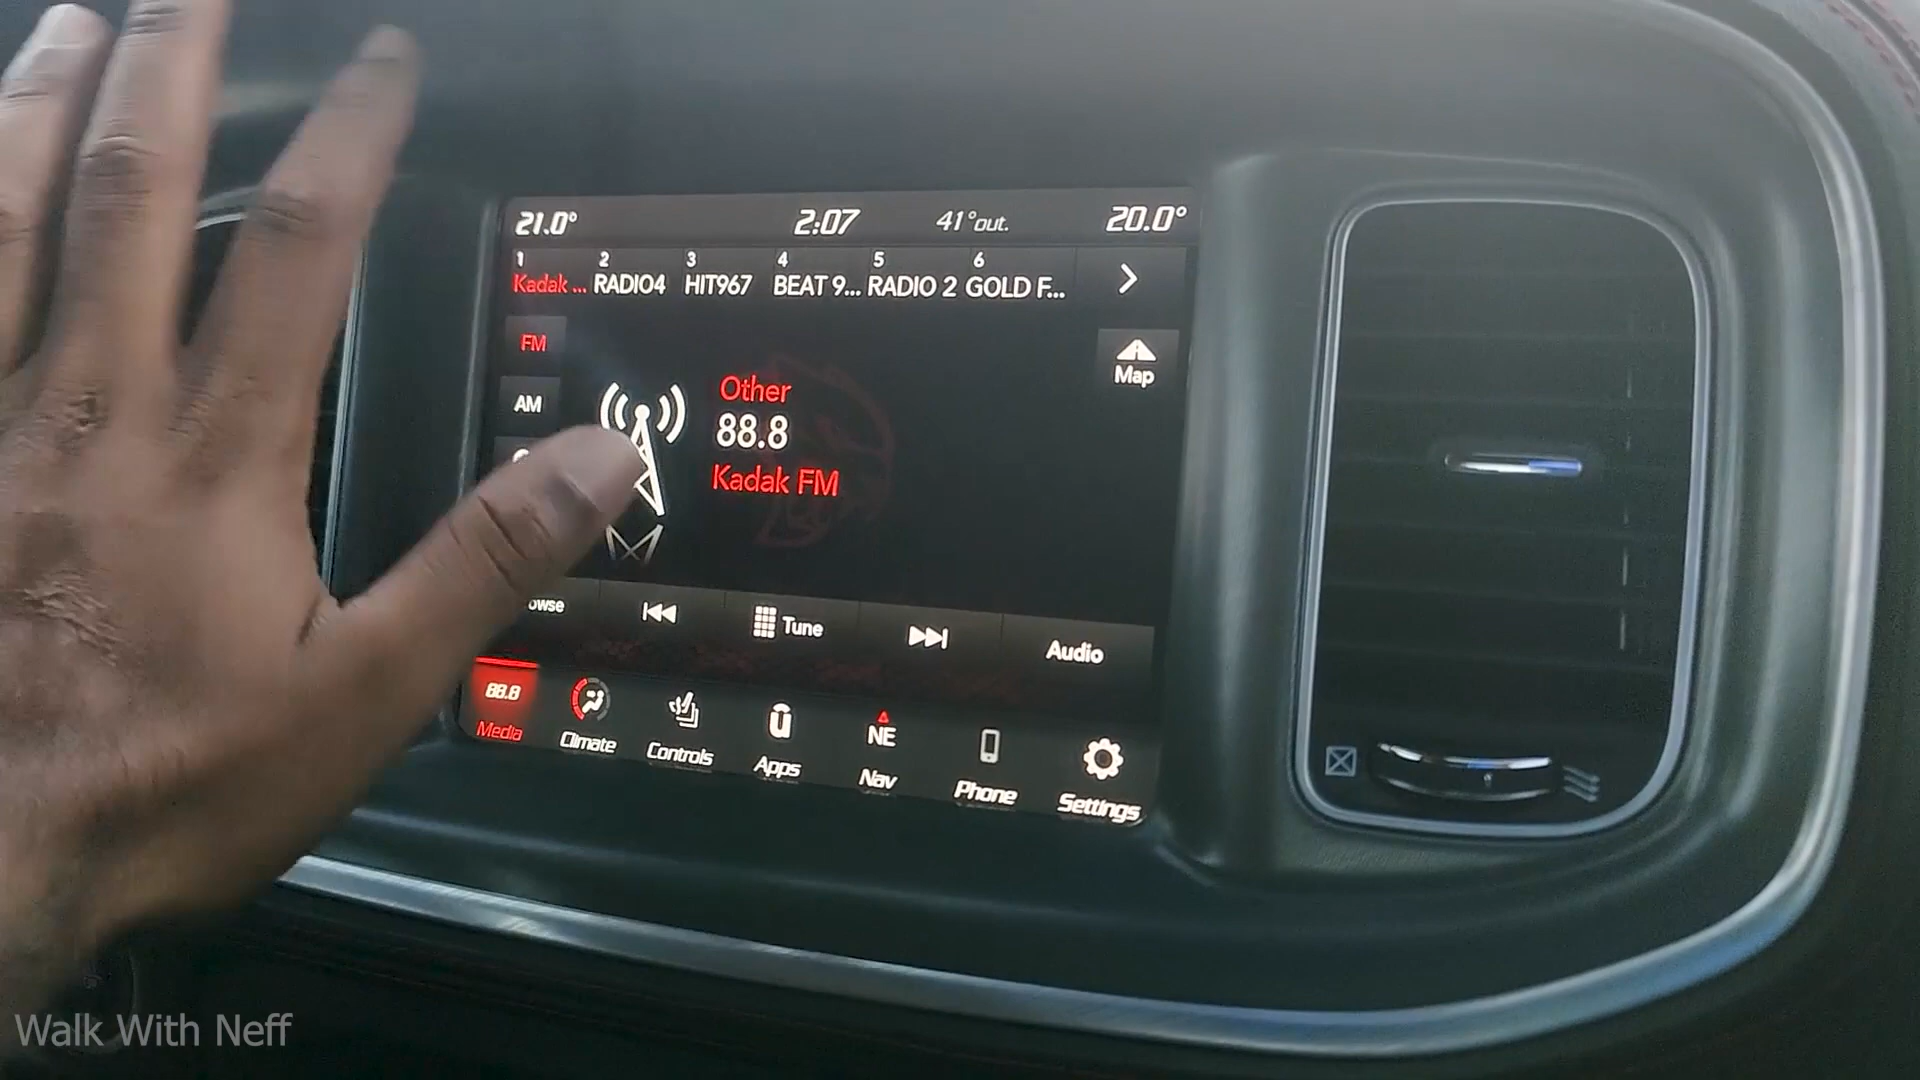 21.0° 2:07 41°out. 20.0°
1 2 3 4 5 6
Kadak ... RADIO4 HIT967 BEAT 9... RADIO 2 GOLD F...
FM
Map
AM
Other
88.8
Kadak FM
Tune
Audio
88.8 NE
Media Climate Controls Apps Nav Phone Settings
Walk With Neff